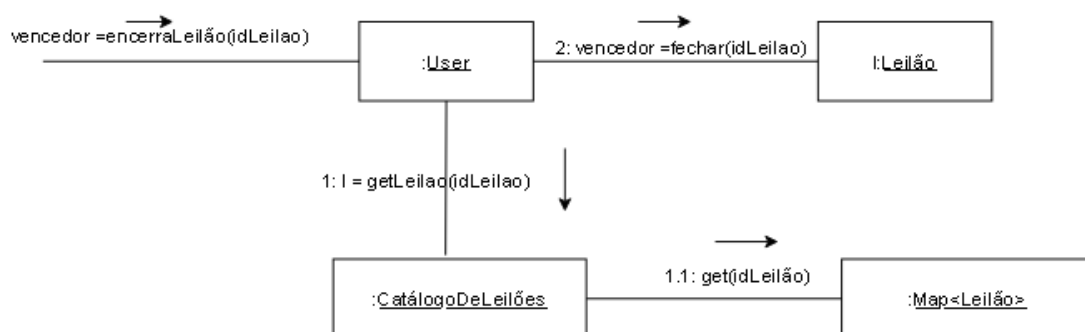 vencedor =encerraLeilão(idLeilao)
:User
2: vencedor =fechar(idLeilao)
l:Leilão
1: l = getLeilao(idLeilao)
:CatálogoDeLeilões
1.1: get(idLeilão)
:Map<Leilão>